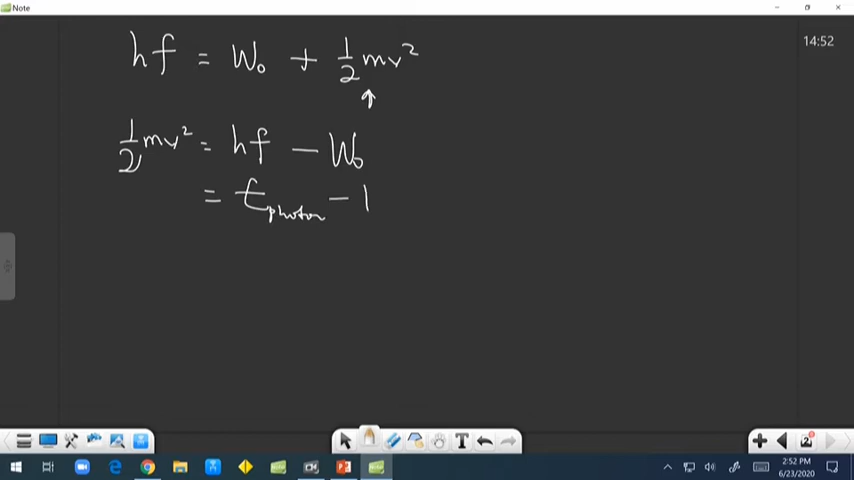 Note
14:52
hf = W₀ + ½mv²
½mv² = hf − W₀
= E_photon − 1
2
2:52 PM
6/23/2020